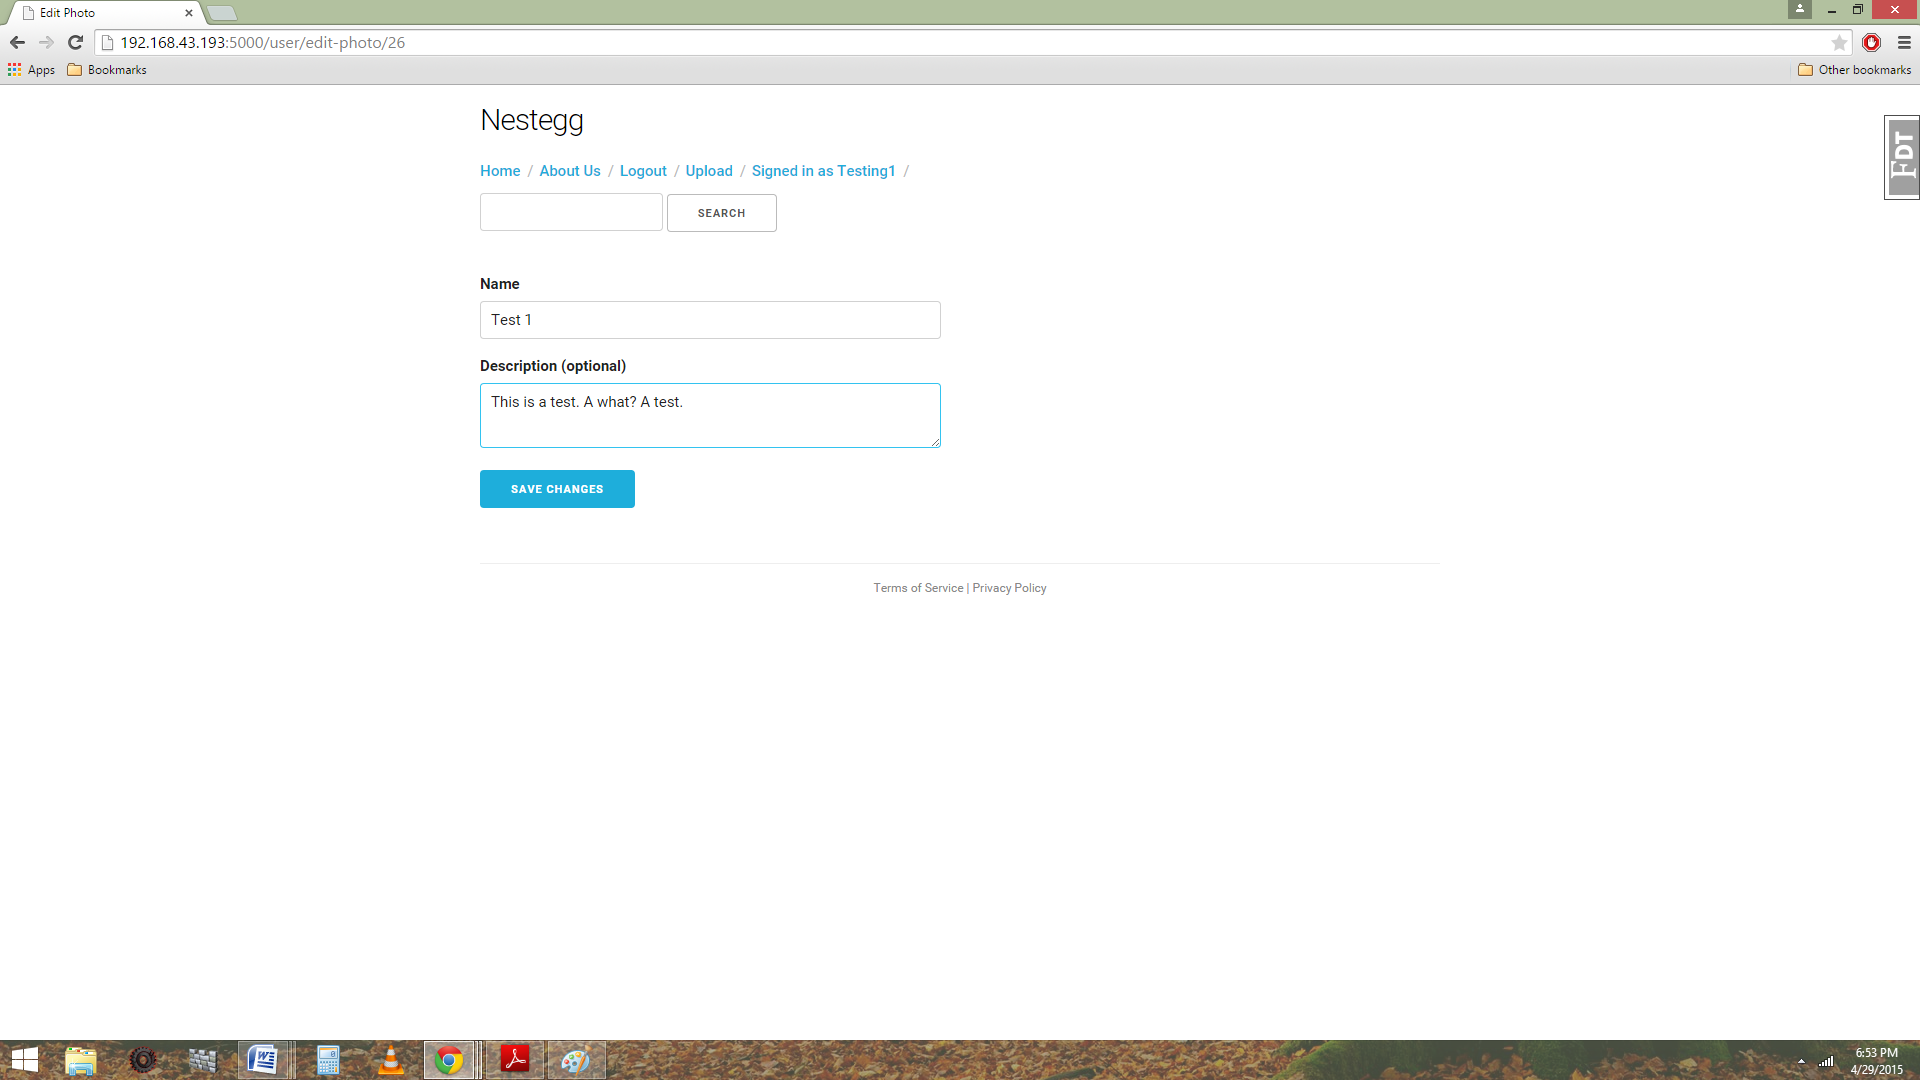 Edit Photo
192.168.43.193:5000/user/edit-photo/26
Apps Bookmarks Other bookmarks
Nestegg
FDT
Home / About Us / Logout / Upload / Signed in as Testing1 /
SEARCH
Name
Test 1
Description (optional)
This is a test. A what? A test.
SAVE CHANGES
Terms of Service | Privacy Policy
6:53 PM
4/29/2015